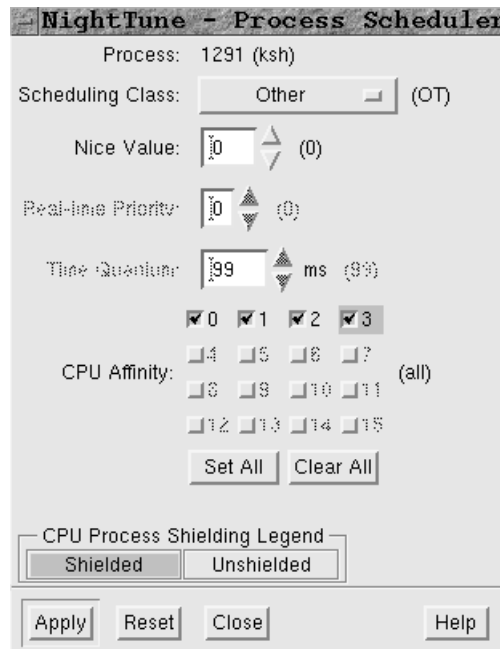 NightTune - Process Scheduler
Process: 1291 (ksh)
Scheduling Class: Other (OT)
Nice Value: 0 (0)
Real-time Priority: 0 (0)
Time Quantum: 99 ms (99)
0 1 2 3
4 5 6 7
CPU Affinity: (all)
8 9 10 11
12 13 14 15
Set All Clear All
CPU Process Shielding Legend
Shielded Unshielded
Apply Reset Close Help